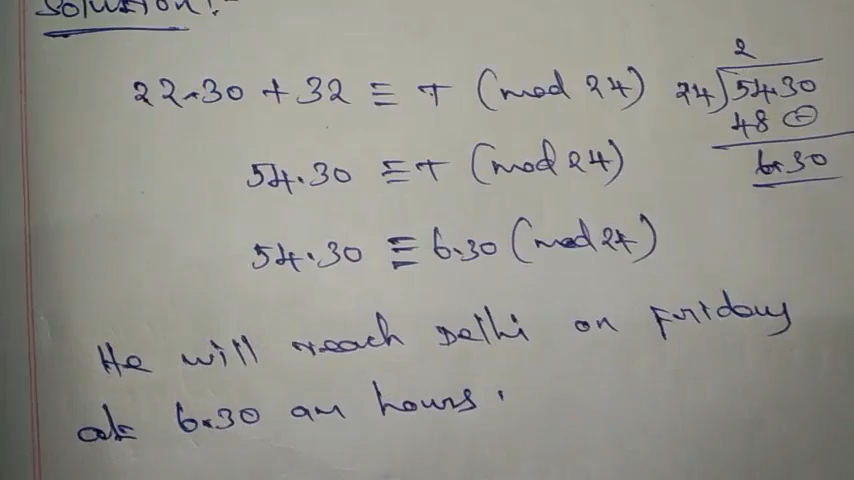 Solution:-
22.30 + 32 ≡ T (mod 24)
54.30 ≡ T (mod 24)
54.30 ≡ 6.30 (mod 24)
2
24) 54.30
48 (-)
6.30
He will reach Delhi on Friday
at 6.30 am hours.